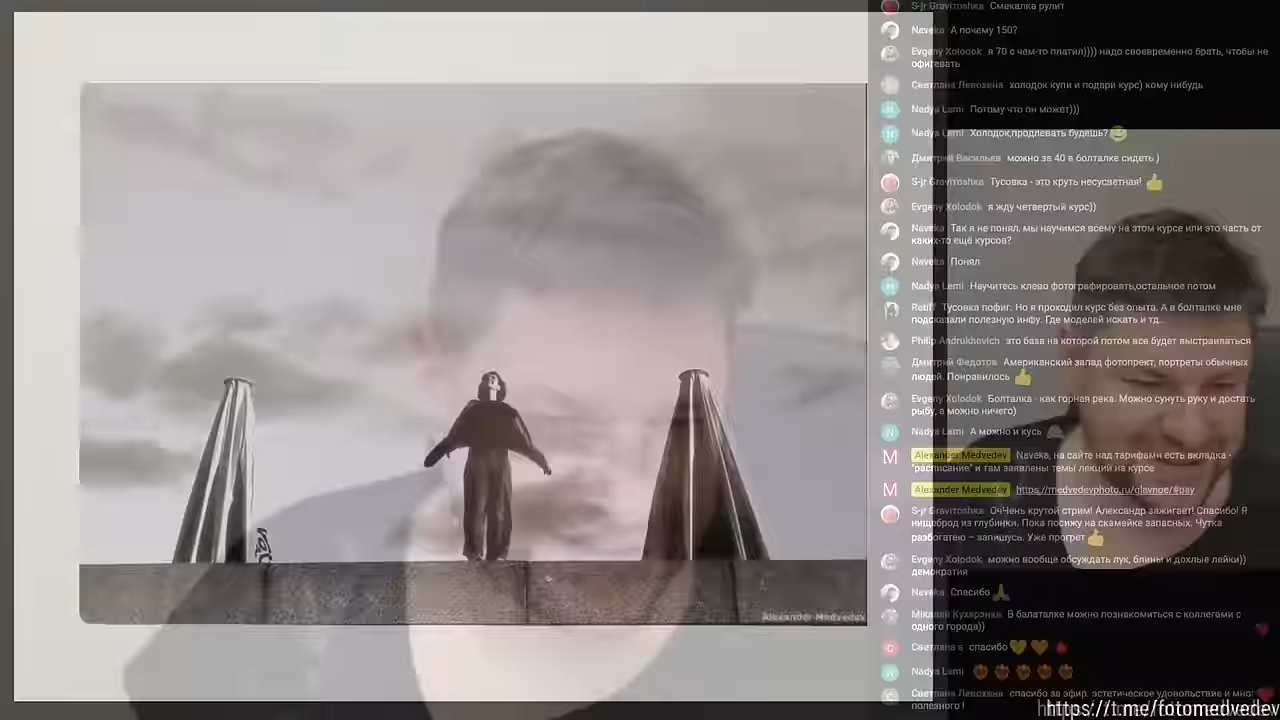 S-jr Gravitoshka Смекалка рулит
Naveka А почему 150?
Evgeny Xolodok я 70 с чем-то платил)))) надо своевременно брать, чтобы не
офигевать
Светлана Левохина холодок купи и подари курс) кому нибудь
Nadya Lemi Потому что он может)))
Nadya Lemi Холодок,продлевать будешь?
Дмитрий Васильев можно за 40 в болталке сидеть )
S-jr Gravitoshka Тусовка - это круть несусветная!
Evgeny Xolodok я жду четвертый курс))
Naveka Так я не понял, мы научимся всему на этом курсе или это часть от
каких-то ещё курсов?
Naveka Понял
Nadya Lemi Научитесь клево фотографировать,остальное потом
Тусовка пофиг. Но я проходил курс без опыта. А в болталке мне
подсказали полезную инфу. Где моделей искать и тд..
Philip Andrukhovich это база на которой потом все будет выстраиваться
Дмитрий Федотов Американский запад фотопрект, портреты обычных
людей. Понравилось
Evgeny Xolodok Болталка - как горная река. Можно сунуть руку и достать
рыбу, а можно ничего)
Nadya Lemi А можно и кусь
Alexander Medvedev Naveka, на сайте над тарифами есть вкладка -
"расписание" и там заявлены темы лекций на курсе
Alexander Medvedev https://medvedevphoto.ru/glavnoe/#pay
S-jr Gravitoshka ОчЧень крутой стрим! Александр зажигает! Спасибо! Я
нищеброд из глубинки. Пока посижу на скамейке запасных. Чутка
разбогатею – запишусь. Уже прогрет
Evgeny Xolodok можно вообще обсуждать лук, блины и дохлые лейки))
демократия
Naveka Спасибо
В балаталке можно познакомиться с коллегами с
одного города))
Светлана в спасибо
Nadya Lemi
Светлана Левохина спасибо за эфир. эстетическое удовольствие и мног
полезного !
Alexander Medvedev
https://t.me/fotomedvedev